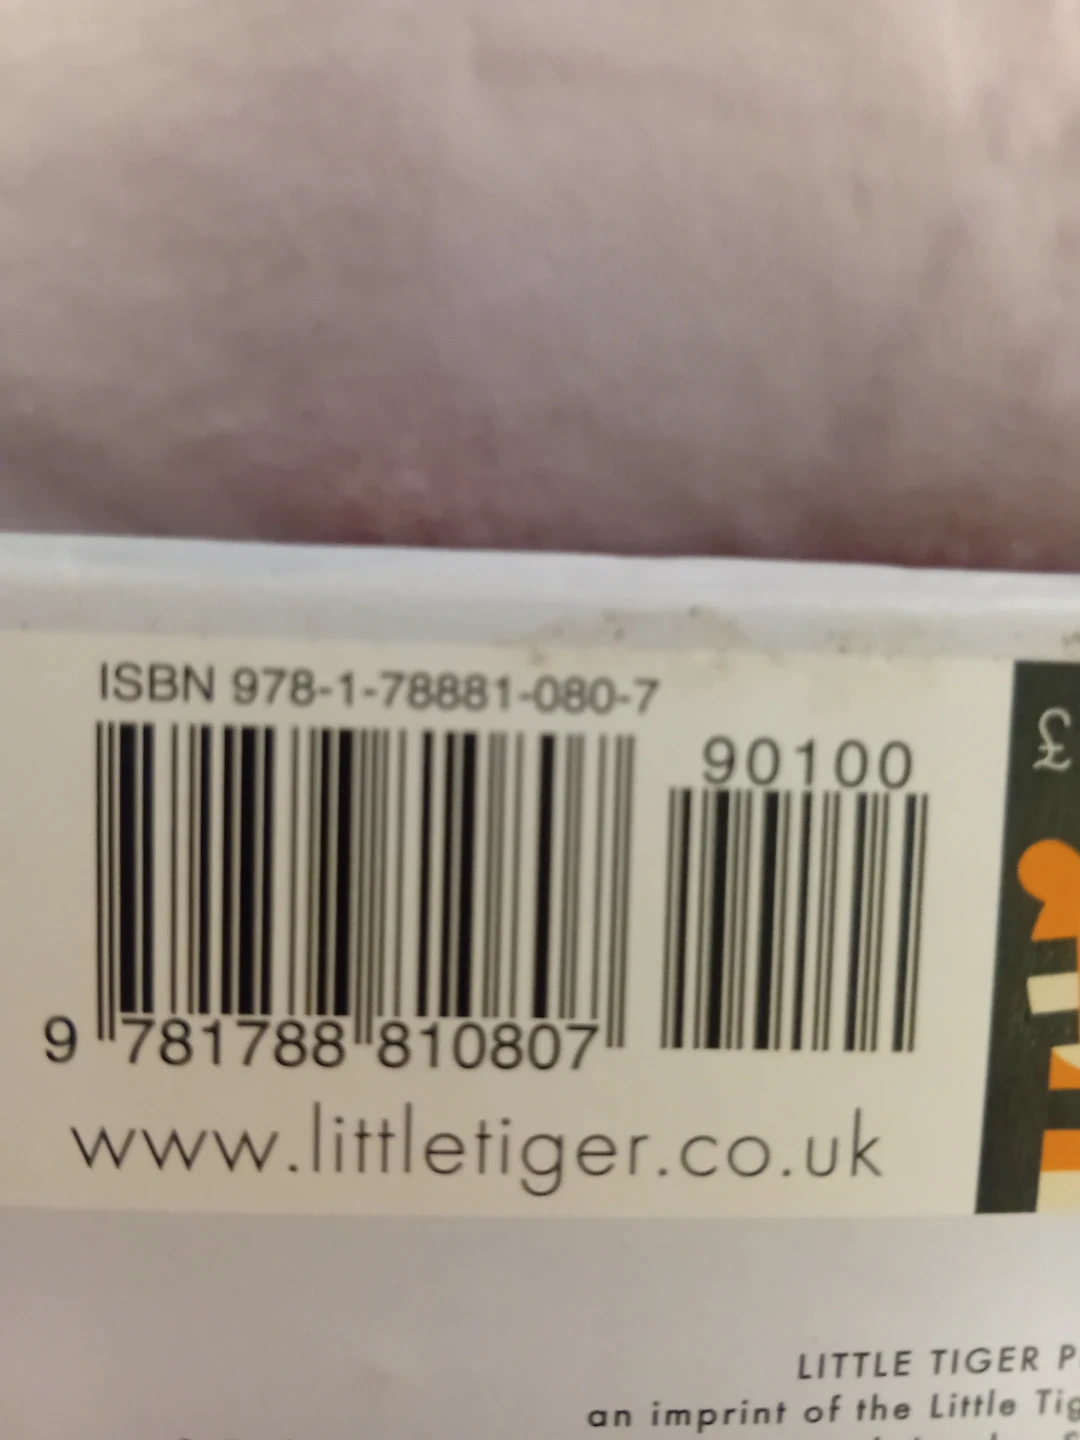 ISBN 978-1-78881-080-7
90100
£
9 781788 810807
www.littletiger.co.uk
LITTLE TIGER P
an imprint of the Little Tig